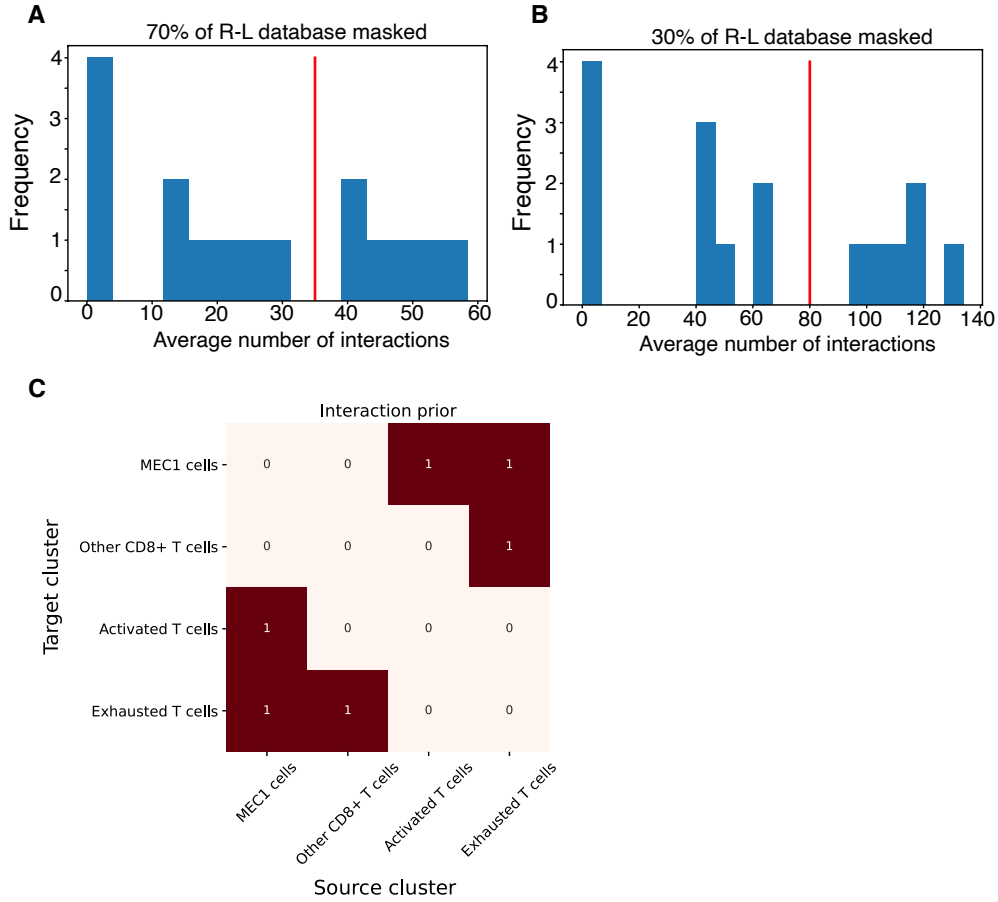 A
70% of R-L database masked
Frequency
4
3
2
1
0
0 10 20 30 40 50 60
Average number of interactions
B
30% of R-L database masked
Frequency
4
3
2
1
0
0 20 40 60 80 100 120 140
Average number of interactions
C
Interaction prior
Target cluster
MEC1 cells 0 0 1 1
Other CD8+ T cells 0 0 0 1
Activated T cells 1 0 0 0
Exhausted T cells 1 1 0 0
MEC1 cells
Other CD8+ T cells
Activated T cells
Exhausted T cells
Source cluster